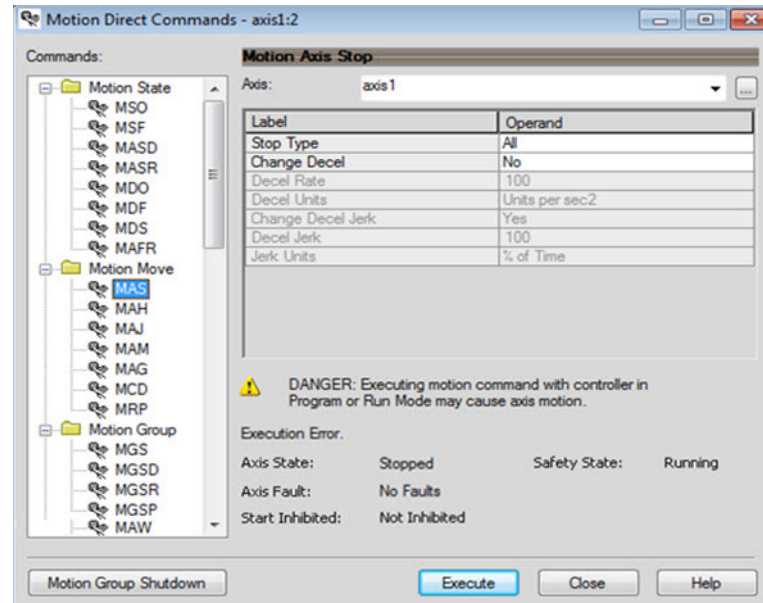 Motion Direct Commands - axis1:2
Commands:
Motion State
MSO
MSF
MASD
MASR
MDO
MDF
MDS
MAFR
Motion Move
MAS
MAH
MAJ
MAM
MAG
MCD
MRP
Motion Group
MGS
MGSD
MGSR
MGSP
MAW
Motion Axis Stop
Axis: axis1 ...
Label Operand
Stop Type All
Change Decel No
Decel Rate 100
Decel Units Units per sec2
Change Decel Jerk Yes
Decel Jerk 100
Jerk Units % of Time
DANGER: Executing motion command with controller in
Program or Run Mode may cause axis motion.
Execution Error.
Axis State: Stopped Safety State: Running
Axis Fault: No Faults
Start Inhibited: Not Inhibited
Motion Group Shutdown Execute Close Help